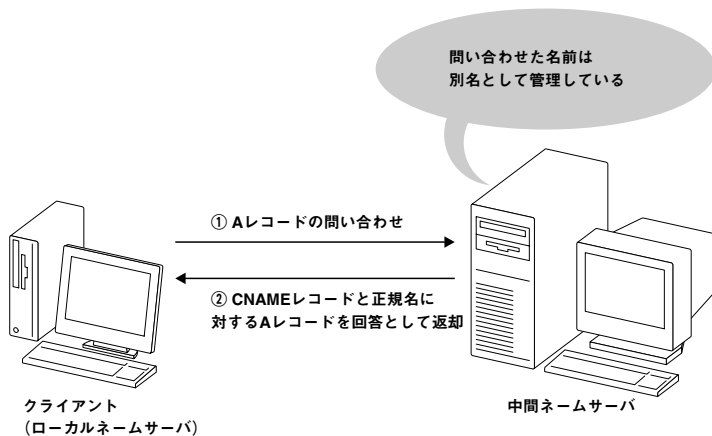 問い合わせた名前は
別名として管理している
① Aレコードの問い合わせ
② CNAMEレコードと正規名に
対するAレコードを回答として返却
クライアント
(ローカルネームサーバ)
中間ネームサーバ